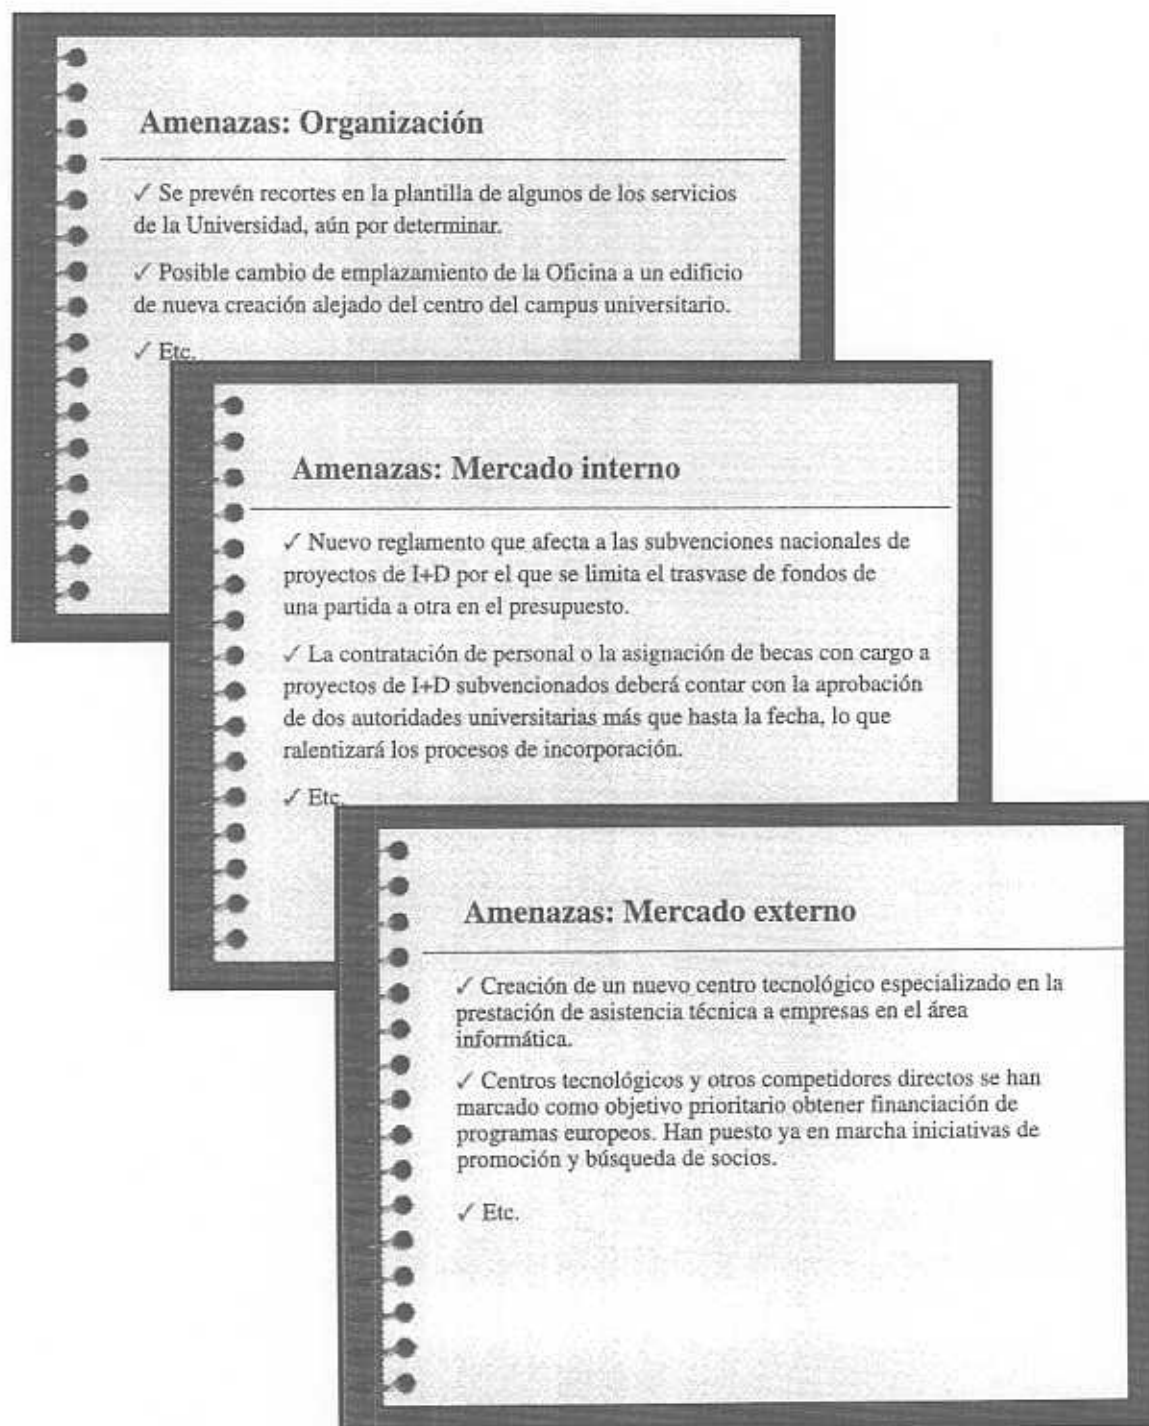 Amenazas: Organización
✓ Se prevén recortes en la plantilla de algunos de los servicios
de la Universidad, aún por determinar.
✓ Posible cambio de emplazamiento de la Oficina a un edificio
de nueva creación alejado del centro del campus universitario.
✓ Etc.
Amenazas: Mercado interno
✓ Nuevo reglamento que afecta a las subvenciones nacionales de
proyectos de I+D por el que se limita el trasvase de fondos de
una partida a otra en el presupuesto.
✓ La contratación de personal o la asignación de becas con cargo a
proyectos de I+D subvencionados deberá contar con la aprobación
de dos autoridades universitarias más que hasta la fecha, lo que
ralentizará los procesos de incorporación.
✓ Etc.
Amenazas: Mercado externo
✓ Creación de un nuevo centro tecnológico especializado en la
prestación de asistencia técnica a empresas en el área
informática.
✓ Centros tecnológicos y otros competidores directos se han
marcado como objetivo prioritario obtener financiación de
programas europeos. Han puesto ya en marcha iniciativas de
promoción y búsqueda de socios.
✓ Etc.